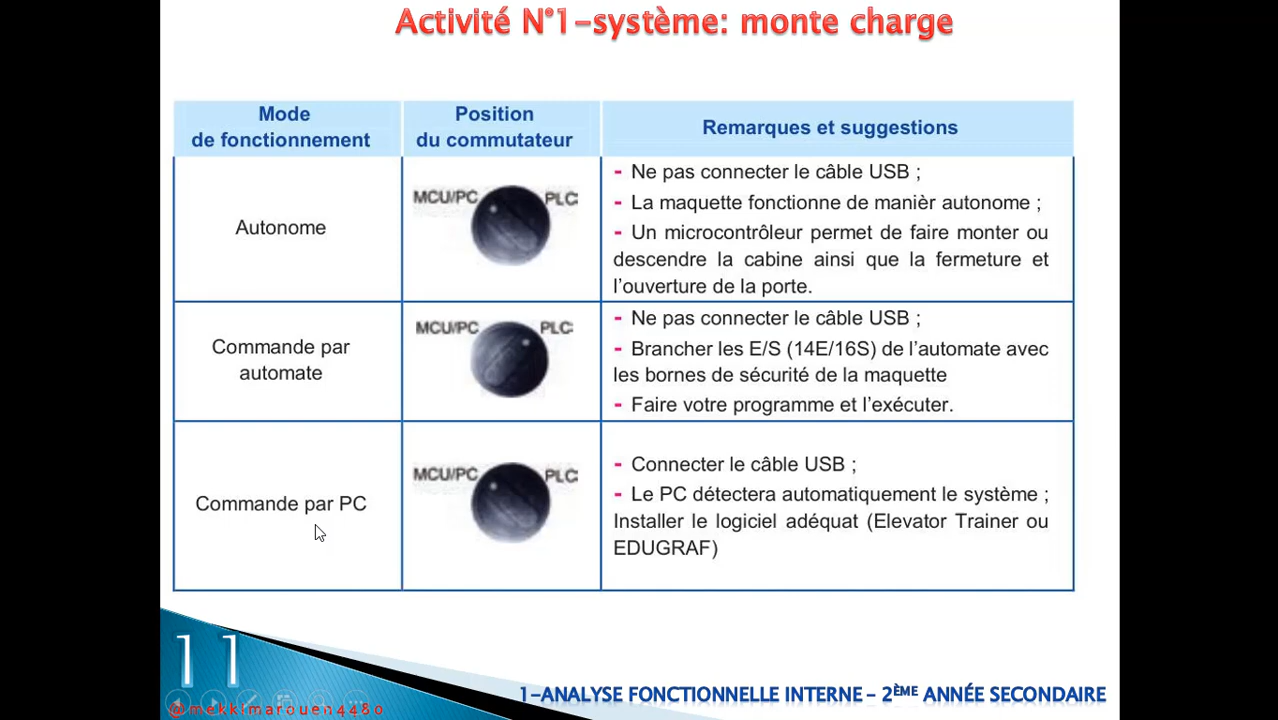 Activité N°1-système: monte charge
Mode
de fonctionnement
Position
du commutateur
Remarques et suggestions
Autonome
MCU/PC
PLC
- Ne pas connecter le câble USB ;
- La maquette fonctionne de manièr autonome ;
- Un microcontrôleur permet de faire monter ou
descendre la cabine ainsi que la fermeture et
l'ouverture de la porte.
Commande par
automate
MCU/PC
PLC
- Ne pas connecter le câble USB ;
- Brancher les E/S (14E/16S) de l'automate avec
les bornes de sécurité de la maquette
- Faire votre programme et l'exécuter.
Commande par PC
MCU/PC
PLC
- Connecter le câble USB ;
- Le PC détectera automatiquement le système ;
Installer le logiciel adéquat (Elevator Trainer ou
EDUGRAF)
11
@mekkimarouen4480
1-ANALYSE FONCTIONNELLE INTERNE - 2ÈME ANNÉE SECONDAIRE